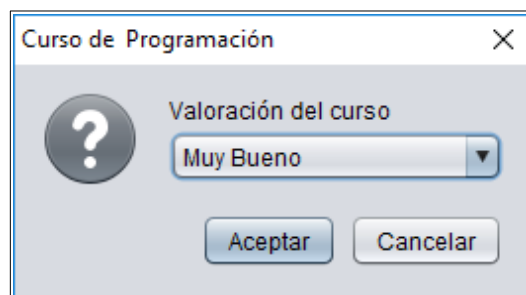 Curso de Programación
Valoración del curso
Muy Bueno
Aceptar Cancelar